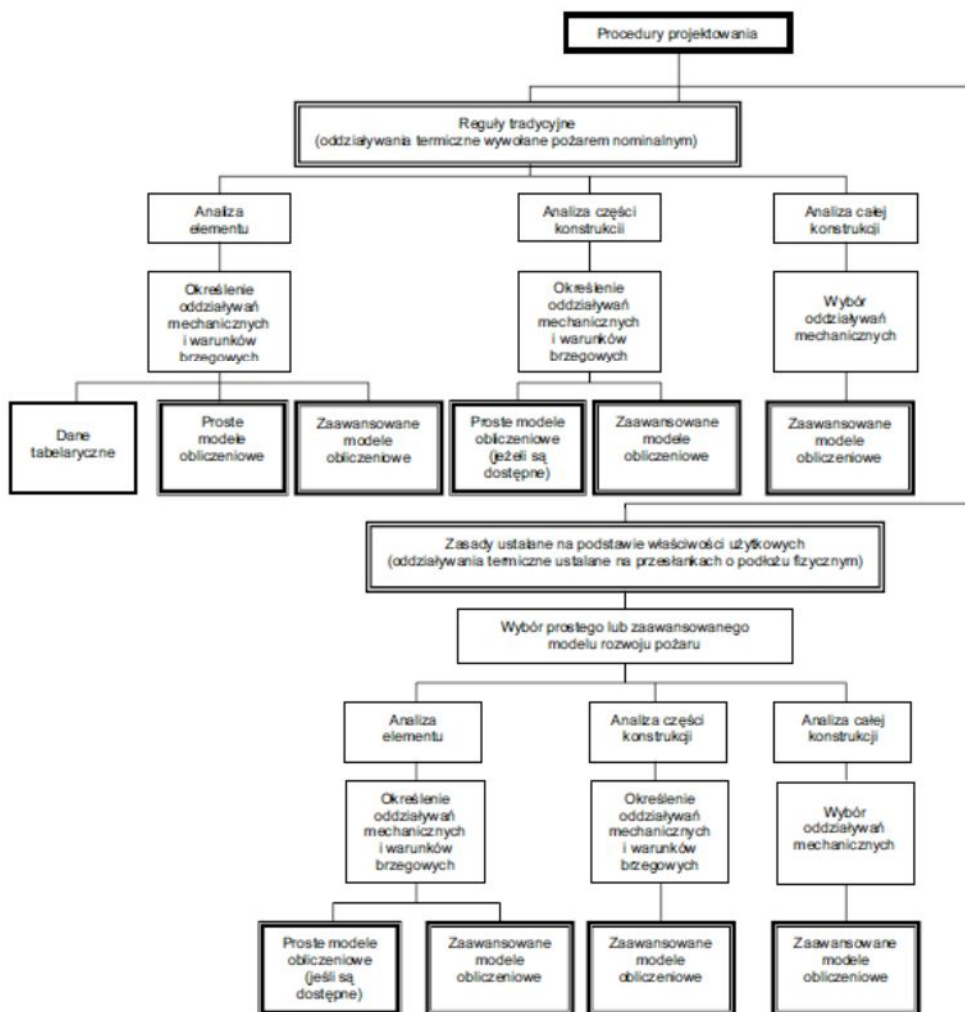 Procedury projektowania
Reguły tradycyjne
(oddziaływania termiczne wywołane pożarem nominalnym)
Analiza
elementu
Analiza części
konstrukcii
Analiza całej
konstrukcji
Określenie
oddziaływań
mechanicznych
i warunków
brzegowych
Określenie
oddziaływań
mechanicznych
i warunków
brzegowych
Wybór
oddziaływań
mechanicznych
Dane
tabelaryczne
Proste
modele
obliczeniowe
Zaawansowane
modele
obliczeniowe
Proste modele
obliczeniowe
(jeżeli są
dostępne)
Zaawansowane
modele
obliczeniowe
Zaawansowane
modele
obliczeniowe
Zasady ustalane na podstawie właściwości użytkowych
(oddziaływania termiczne ustalane na przesłankach o podłożu fizycznym)
Wybór prostego lub zaawansowanego
modelu rozwoju pożaru
Analiza
elementu
Analiza części
konstrukcji
Analiza całej
konstrukcji
Określenie
oddziaływań
mechanicznych
i warunków
brzegowych
Określenie
oddziaływań
mechanicznych
i warunków
brzegowych
Wybór
oddziaływań
mechanicznych
Proste modele
obliczeniowe
(jeśli są
dostępne)
Zaawansowane
modele
obliczeniowe
Zaawansowane
modele
obliczeniowe
Zaawansowane
modele
obliczeniowe